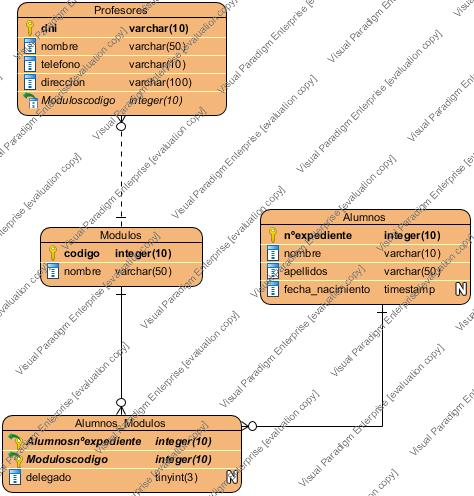 Profesores
dni varchar(10)
nombre varchar(50)
telefono varchar(10)
dirección varchar(100)
Moduloscodigo integer(10)
Modulos
codigo integer(10)
nombre varchar(50)
Alumnos
nºexpediente integer(10)
nombre varchar(10)
apellidos varchar(50)
fecha_nacimiento timestamp N
Alumnos_Modulos
Alumnosnºexpediente integer(10)
Moduloscodigo integer(10)
delegado tinyint(3) N
Visual Paradigm Enterprise [evaluation copy]